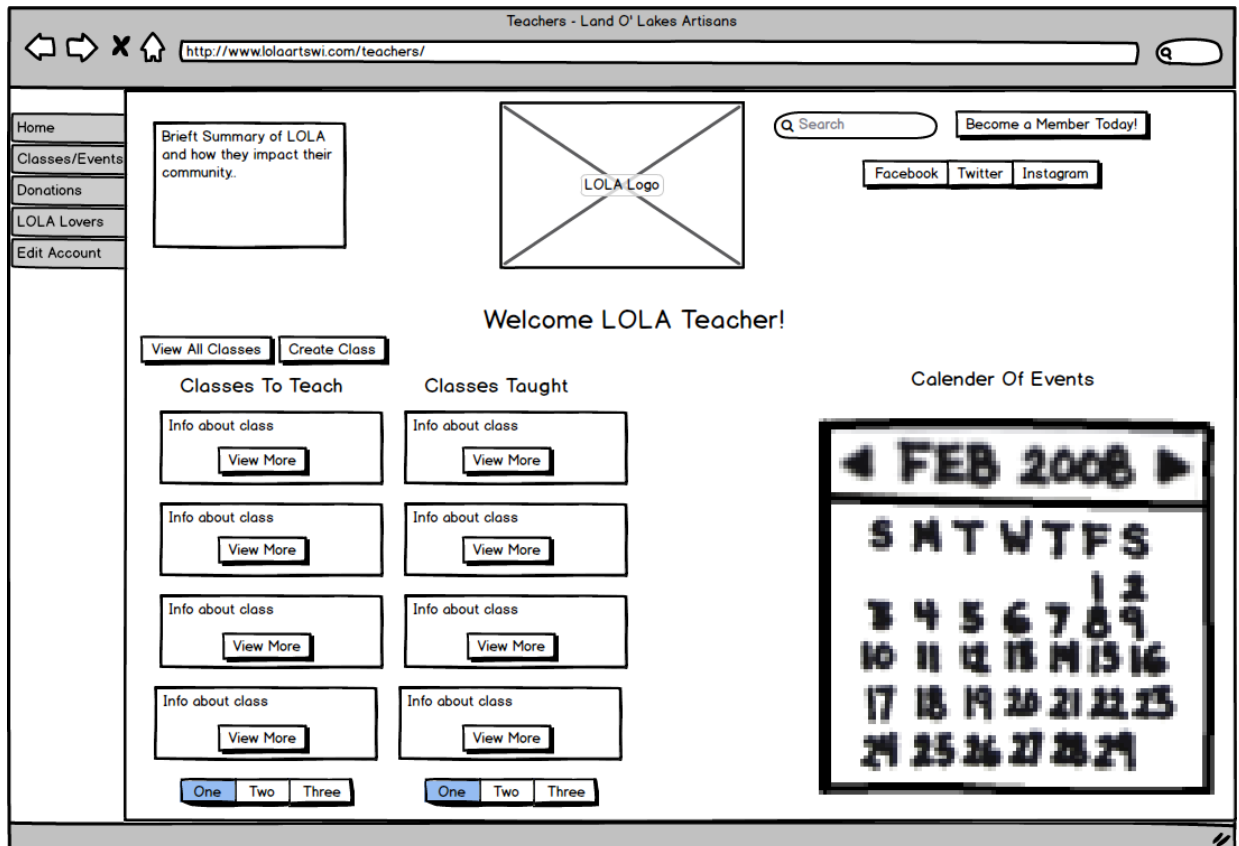 Teachers - Land O' Lakes Artisans
http://www.lolaartswi.com/teachers/
Home
Classes/Events
Donations
LOLA Lovers
Edit Account
Brieft Summary of LOLA
and how they impact their
community..
LOLA Logo
Search
Become a Member Today!
Facebook Twitter Instagram
Welcome LOLA Teacher!
View All Classes Create Class
Classes To Teach
Info about class
View More
Info about class
View More
Info about class
View More
Info about class
View More
One Two Three
Classes Taught
Info about class
View More
Info about class
View More
Info about class
View More
Info about class
View More
One Two Three
Calender Of Events
FEB 2008
S M T W T F S
1 2
3 4 5 6 7 8 9
10 11 12 13 14 15 16
17 18 19 20 21 22 23
24 25 26 27 28 29